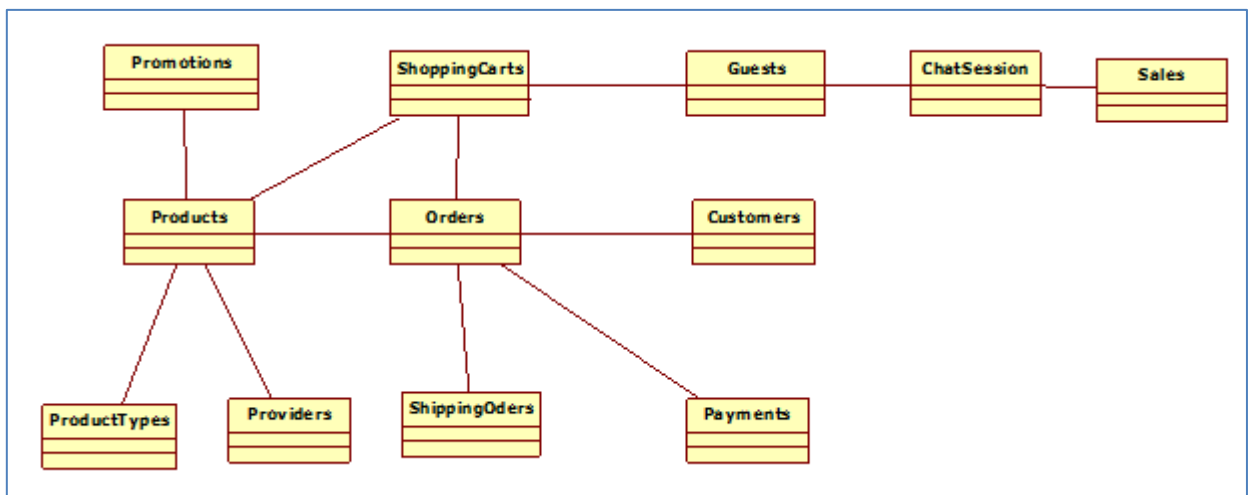 Promotions
ShoppingCarts
Guests
ChatSession
Sales
Products
Orders
Customers
ProductTypes
Providers
ShippingOders
Payments